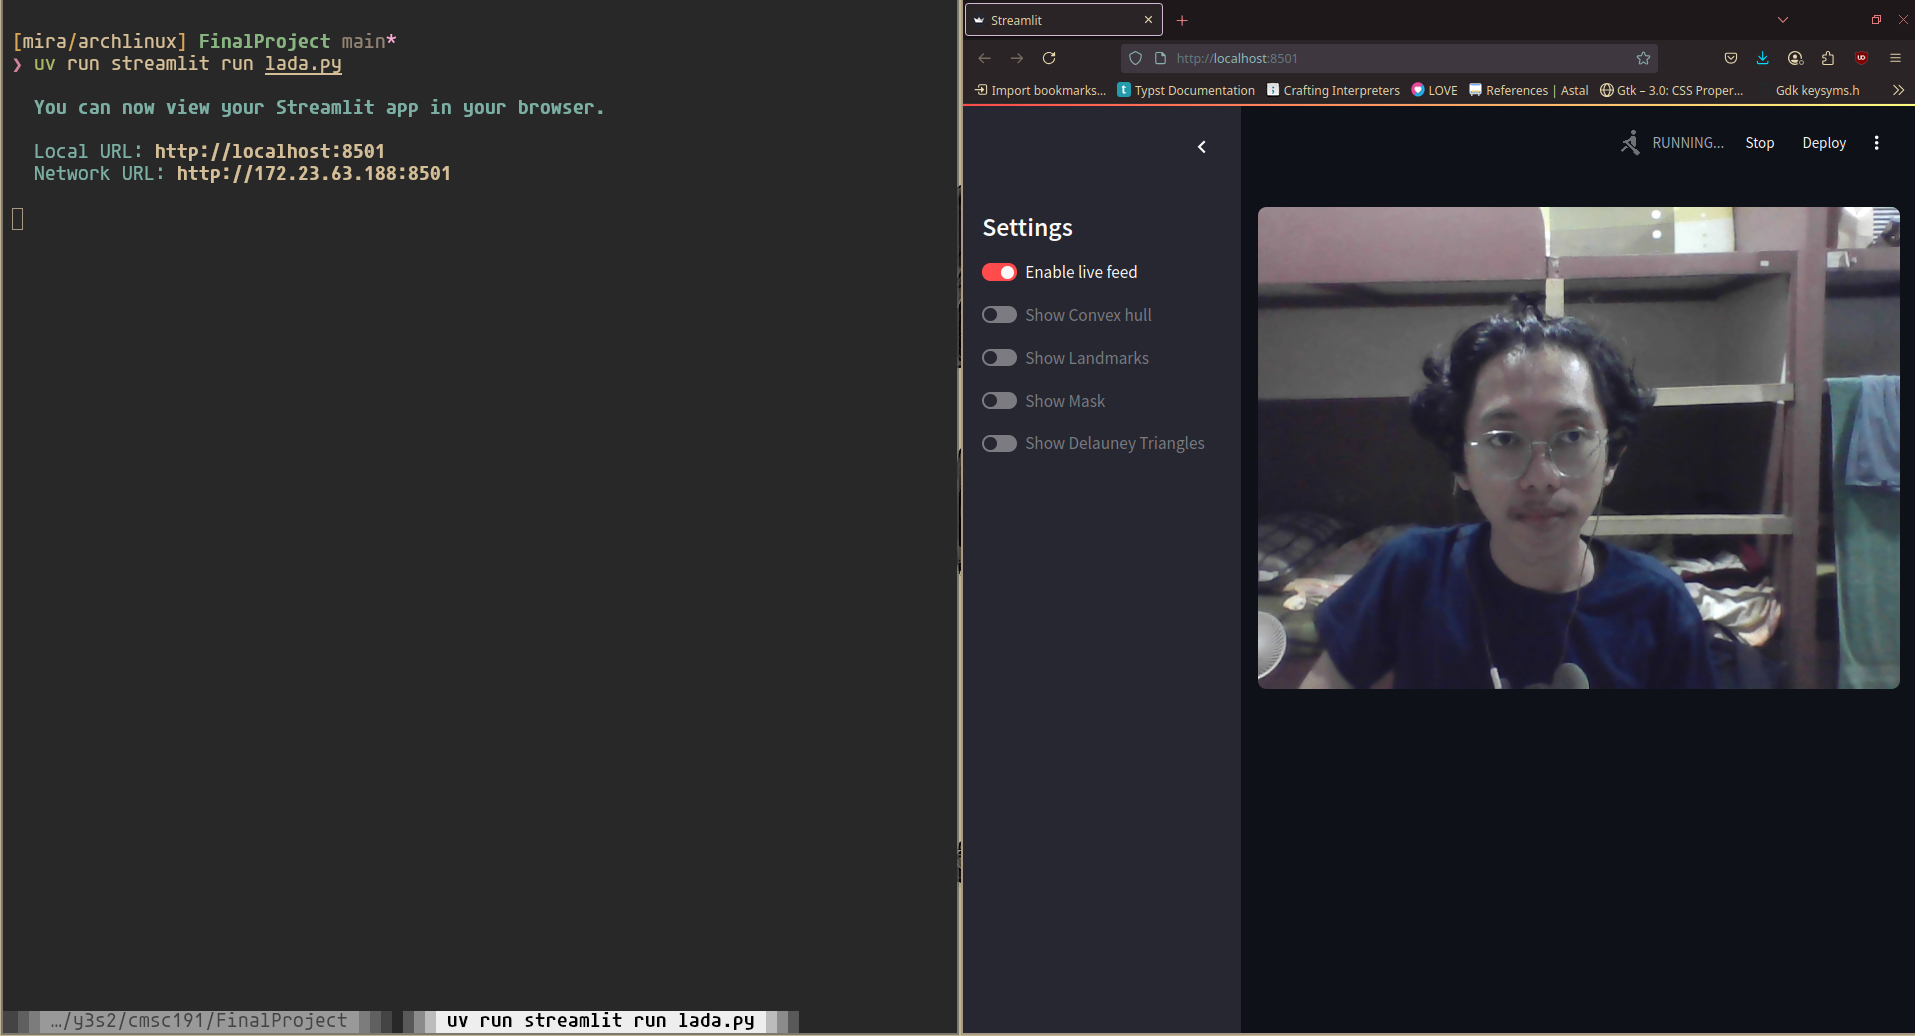 [mira/archlinux] FinalProject main*
❯ uv run streamlit run lada.py
You can now view your Streamlit app in your browser.
Local URL: http://localhost:8501
Network URL: http://172.23.63.188:8501
…/y3s2/cmsc191/FinalProject
uv run streamlit run lada.py
Streamlit
http://localhost:8501
Import bookmarks...
Typst Documentation
Crafting Interpreters
LOVE
References | Astal
Gtk – 3.0: CSS Proper...
Gdk keysyms.h
RUNNING...
Stop
Deploy
Settings
Enable live feed
Show Convex hull
Show Landmarks
Show Mask
Show Delauney Triangles